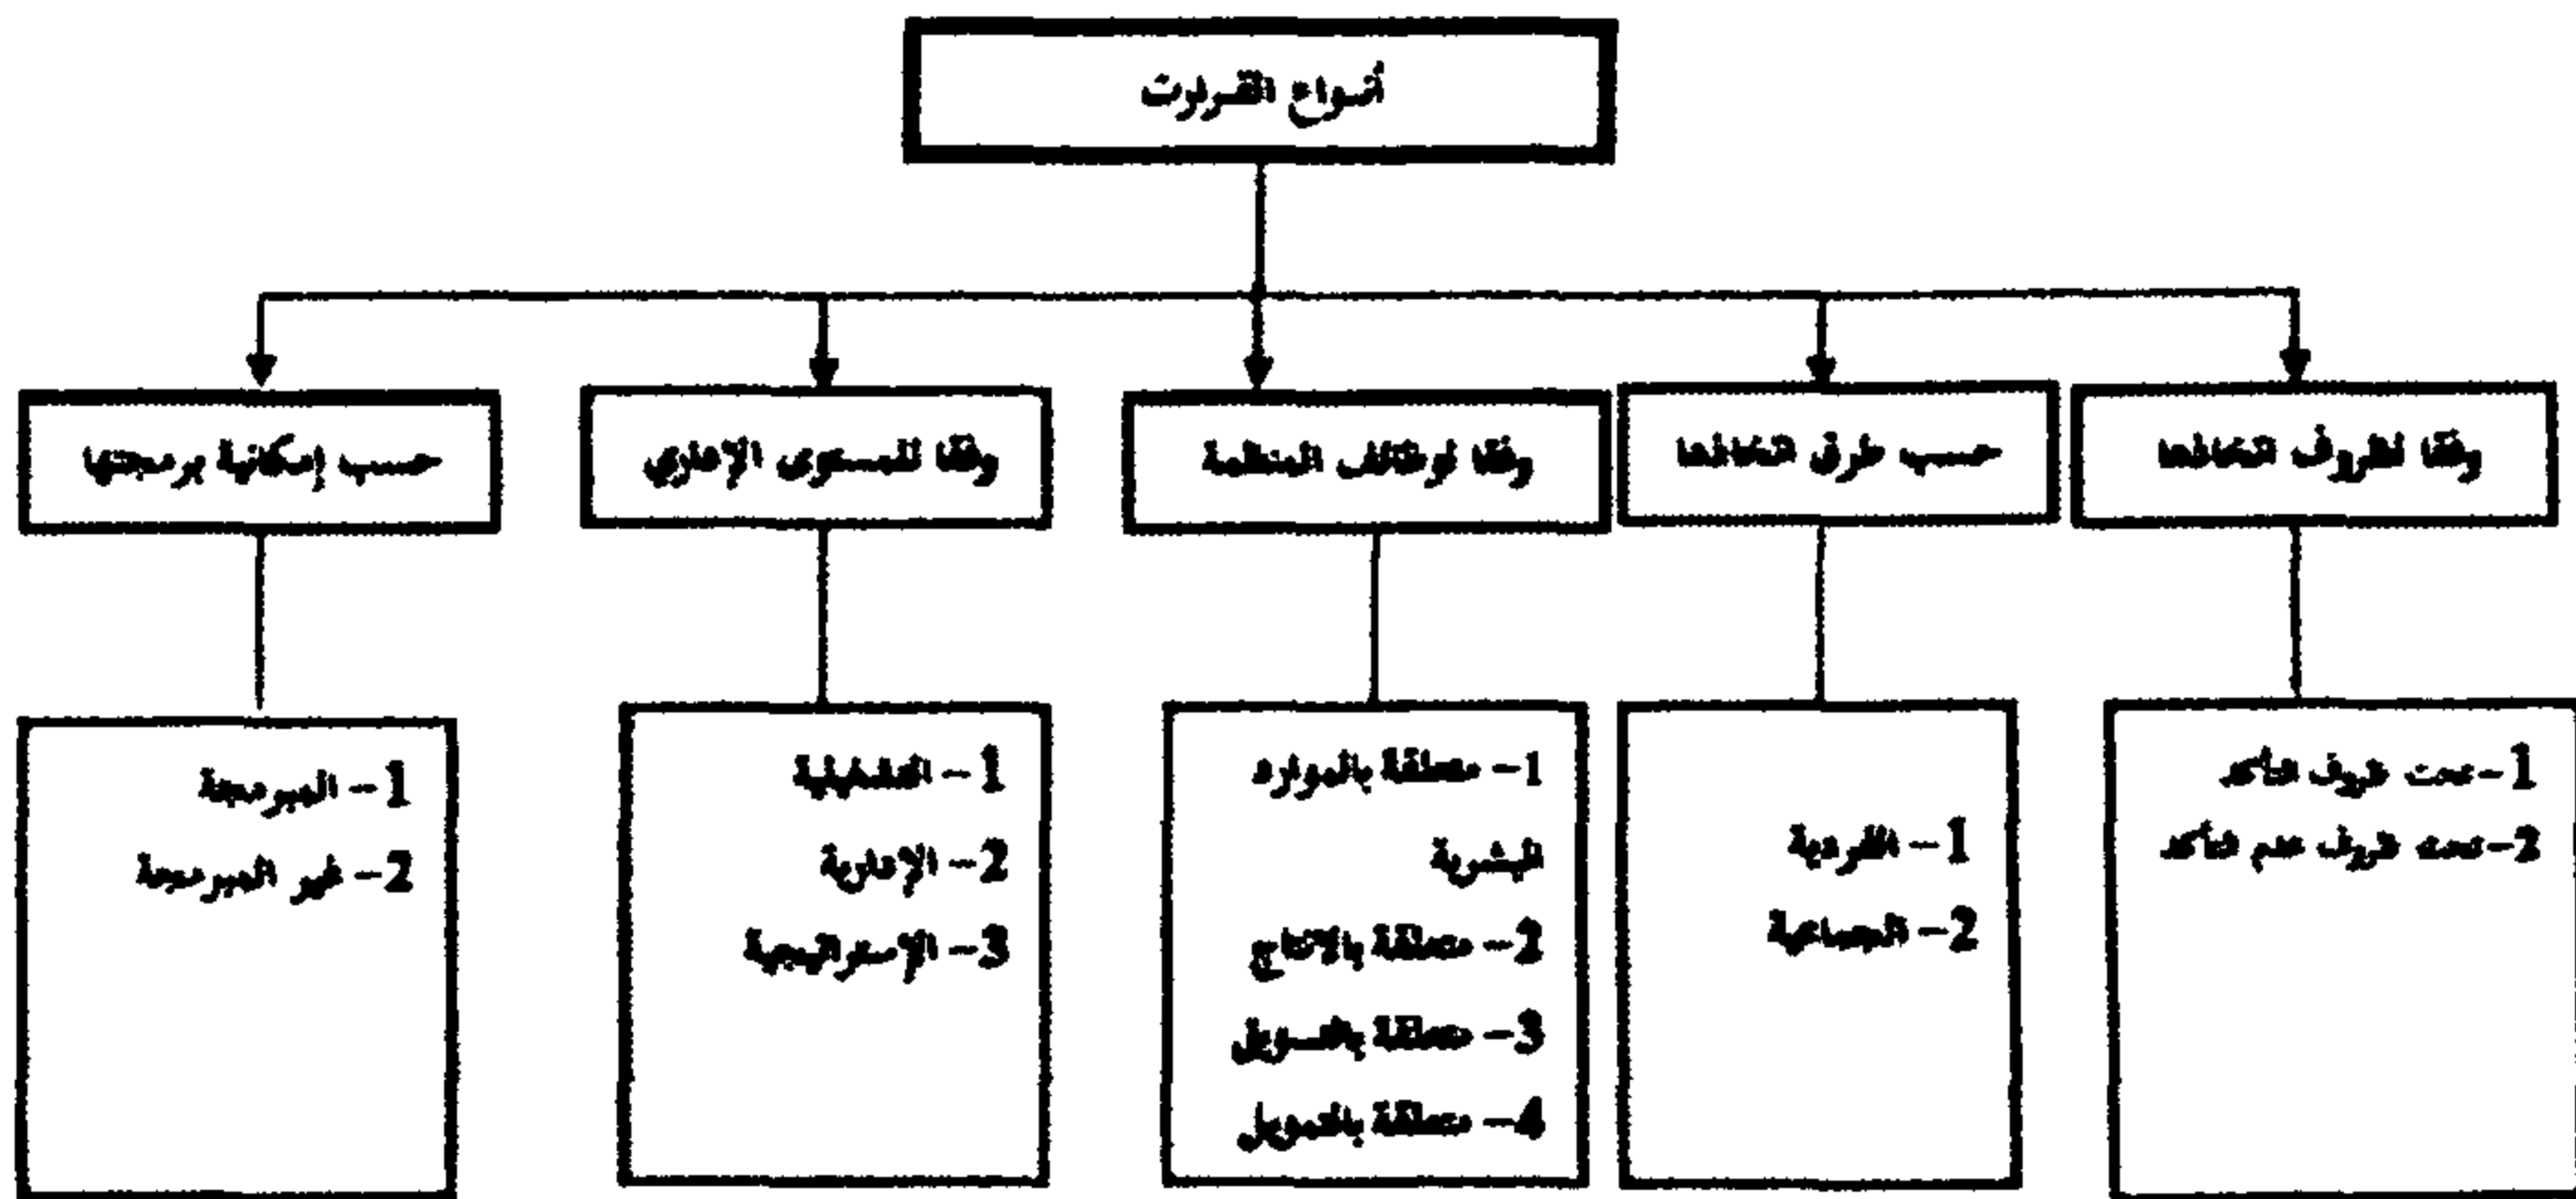 أنواع القرارت
وفقا لظروف اتخاذها
حسب طرق اتخاذها
وفقا لوظائف المنظمة
وفقا للمستوى الإداري
حسب إمكانية برمجتها
1-تحت ظروف التأكد
2-تحت ظروف عدم التأكد
1- الفردية
2- الجماعية
1- متعلقة بالموارد
البشرية
2- متعلقة بالانتاج
3- متعلقة بالتسويق
4- متعلقة بالتمويل
1- التشغيلية
2- الإدارية
3- الإستراتيجية
1- المبرمجة
2- غير المبرمجة